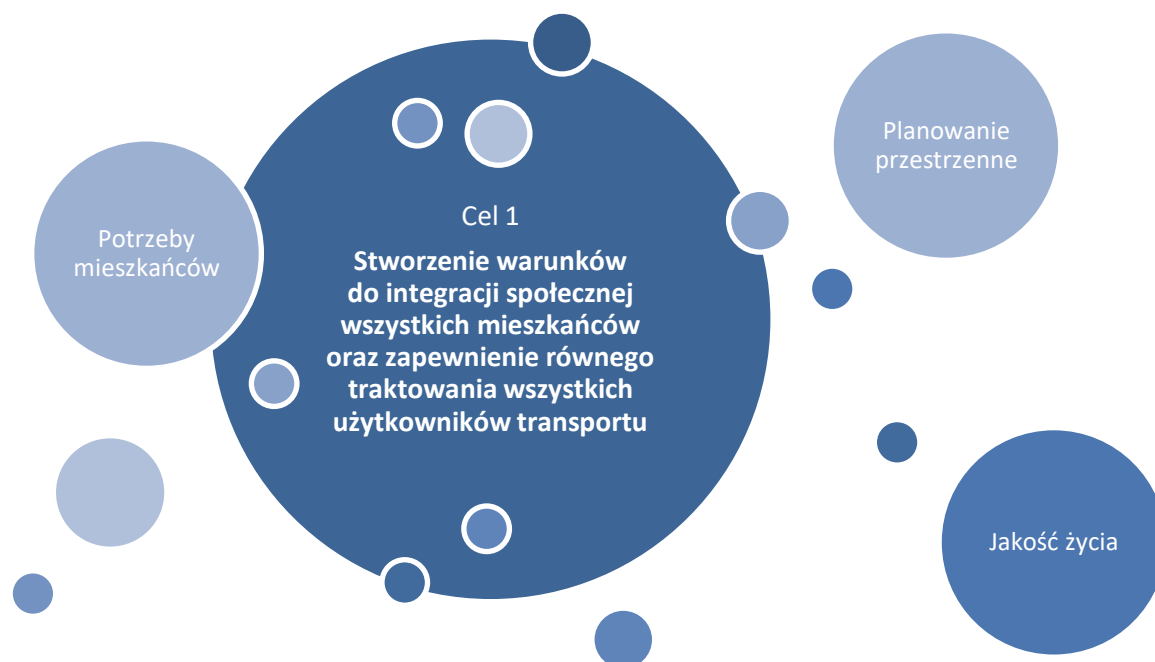 Planowanie
przestrzenne
Potrzeby
mieszkańców
Cel 1
Stworzenie warunków
do integracji społecznej
wszystkich mieszkańców
oraz zapewnienie równego
traktowania wszystkich
użytkowników transportu
Jakość życia